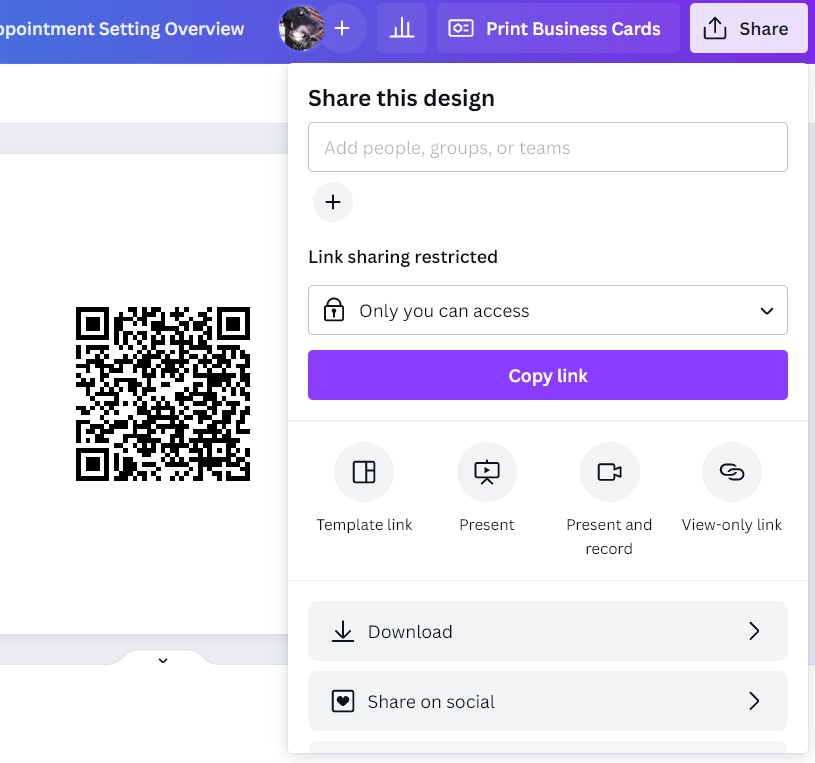 ppointment Setting Overview
Print Business Cards
Share
Share this design
Add people, groups, or teams
Link sharing restricted
Only you can access
Copy link
Template link
Present
Present and
record
View-only link
Download
Share on social